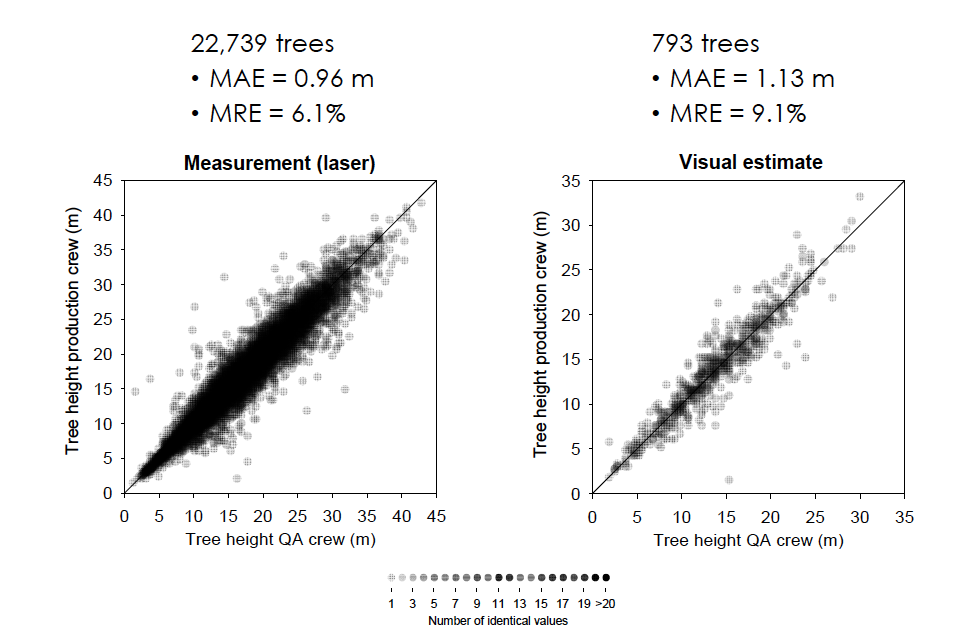 22,739 trees
• MAE = 0.96 m
• MRE = 6.1%
793 trees
• MAE = 1.13 m
• MRE = 9.1%
Measurement (laser)
45
40
35
30
25
20
15
10
5
0
Tree height production crew (m)
0 5 10 15 20 25 30 35 40 45
Tree height QA crew (m)
Visual estimate
35
30
25
20
15
10
5
0
Tree height production crew (m)
0 5 10 15 20 25 30 35
Tree height QA crew (m)
1 3 5 7 9 11 13 15 17 19 >20
Number of identical values